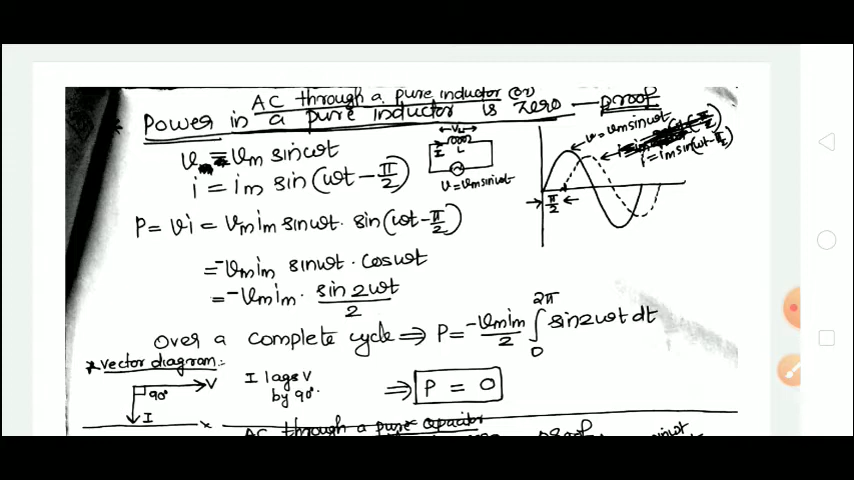 AC through a pure inductor (or)
* Power in a pure inductor is zero — proof
v = vm sinωt
i = im sin(ωt - π/2)
VL
I
L
v = vm sinωt
v = vm sinωt
i = im sin(ωt - π/2)
π/2
P = vi = vm im sinωt . sin(ωt - π/2)
= -vm im sinωt . cosωt
= -vm im . sin2ωt/2
Over a complete cycle ⇒ P = -vm im/2 ∫₀^2π sin2ωt dt
* Vector diagram:-
90° V
I
I lags V
by 90°.
⇒ P = 0
AC through a pure capacitor
proof